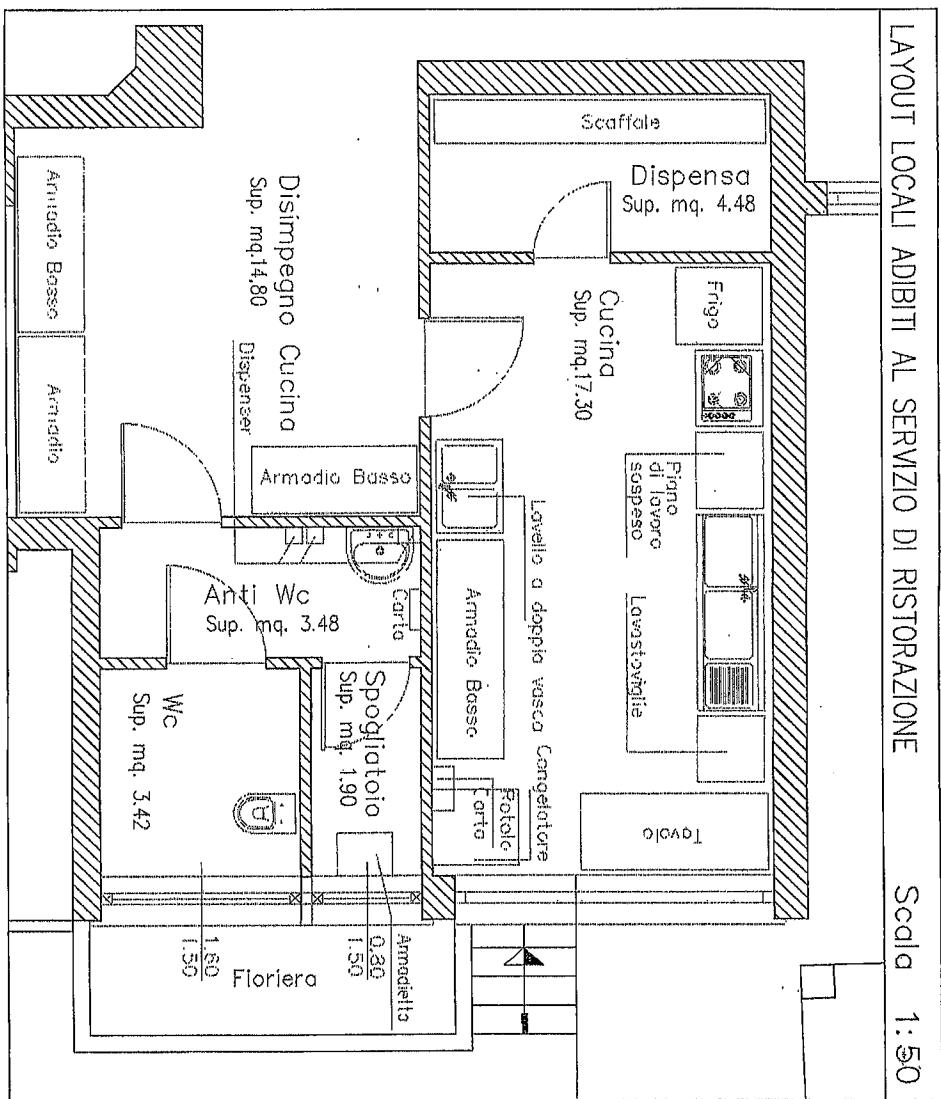 LAYOUT LOCALI ADIBITI AL SERVIZIO DI RISTORAZIONE
Scala 1:50
Scaffale
Dispensa
Sup. mq. 4.48
Frigo
Cucina
Sup. mq.17.30
Piano
di lavoro
sospeso
Lavastoviglie
Tavolo
Lavello a doppia vasca
Congelatore
Armadio Basso
Rotolo
Carta
Disimpegno Cucina
Sup. mq.14.80
Dispenser
Armadio Basso
Armadio Basso
Armadio
Anti Wc
Sup. mq. 3.48
Carta
Spogliatoio
Sup. mq. 1.90
Wc
Sup. mq. 3.42
Armadietto
0.80
1.50
1.80
1.50
Fioriera